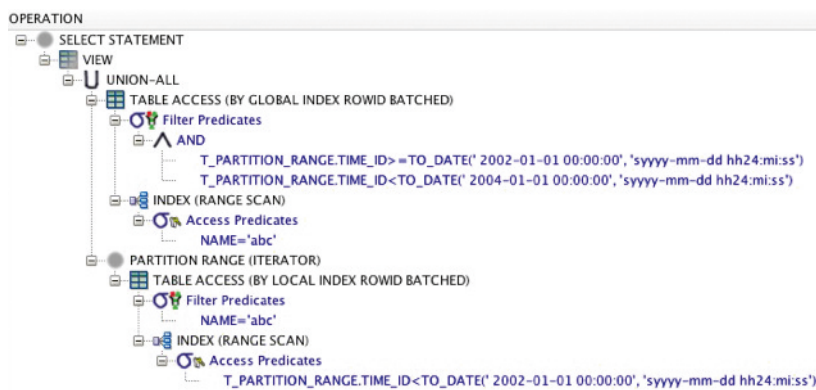 OPERATION
SELECT STATEMENT
VIEW
UNION-ALL
TABLE ACCESS (BY GLOBAL INDEX ROWID BATCHED)
Filter Predicates
AND
T_PARTITION_RANGE.TIME_ID>=TO_DATE(' 2002-01-01 00:00:00', 'syyyy-mm-dd hh24:mi:ss')
T_PARTITION_RANGE.TIME_ID<TO_DATE(' 2004-01-01 00:00:00', 'syyyy-mm-dd hh24:mi:ss')
INDEX (RANGE SCAN)
Access Predicates
NAME='abc'
PARTITION RANGE (ITERATOR)
TABLE ACCESS (BY LOCAL INDEX ROWID BATCHED)
Filter Predicates
NAME='abc'
INDEX (RANGE SCAN)
Access Predicates
T_PARTITION_RANGE.TIME_ID<TO_DATE(' 2002-01-01 00:00:00', 'syyyy-mm-dd hh24:mi:ss')